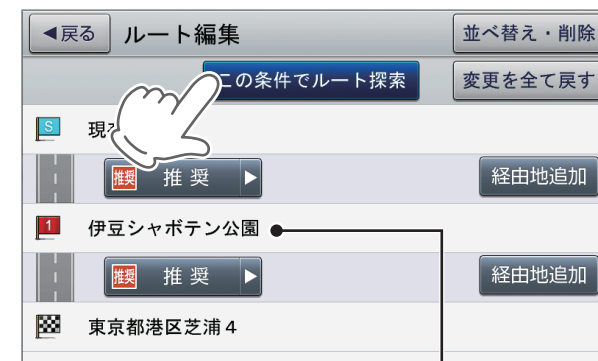 ◀戻る ルート編集 並べ替え・削除
この条件でルート探索 変更を全て戻す
S 現
推奨 推奨 ▶ 経由地追加
1 伊豆シャボテン公園
推奨 推奨 ▶ 経由地追加
東京都港区芝浦4